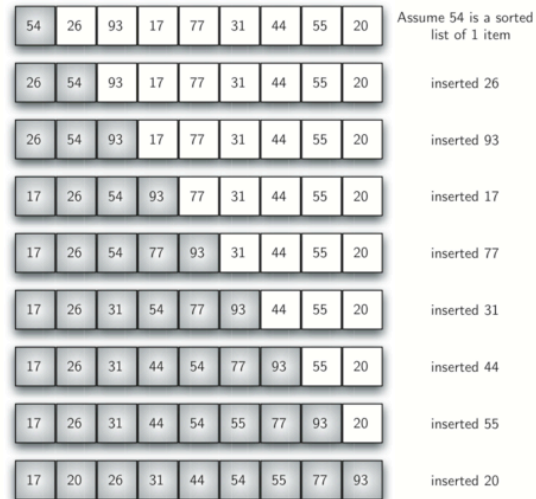 54 26 93 17 77 31 44 55 20 Assume 54 is a sorted
list of 1 item
26 54 93 17 77 31 44 55 20 inserted 26
26 54 93 17 77 31 44 55 20 inserted 93
17 26 54 93 77 31 44 55 20 inserted 17
17 26 54 77 93 31 44 55 20 inserted 77
17 26 31 54 77 93 44 55 20 inserted 31
17 26 31 44 54 77 93 55 20 inserted 44
17 26 31 44 54 55 77 93 20 inserted 55
17 20 26 31 44 54 55 77 93 inserted 20